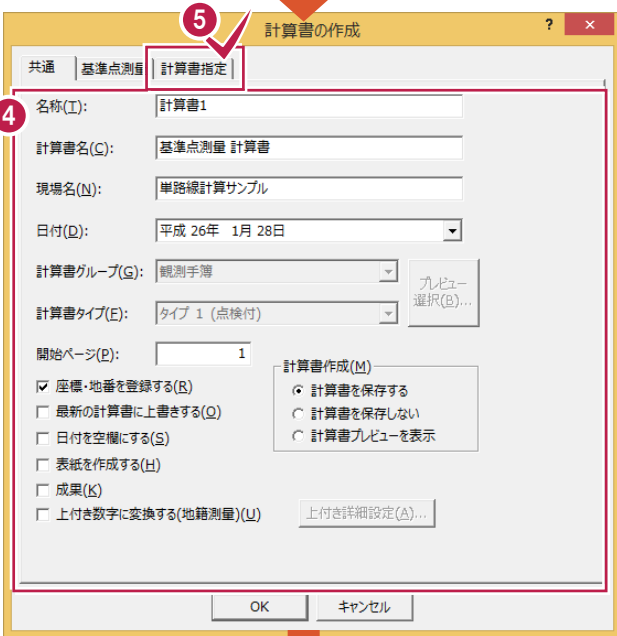 5
計算書の作成
? ×
共通 基準点測量 計算書指定
4
名称(T): 計算書1
計算書名(C): 基準点測量 計算書
現場名(N): 単路線計算サンプル
日付(D): 平成 26年 1月 28日
計算書グループ(G): 観測手簿
プレビュー
選択(B)...
計算書タイプ(F): タイプ 1 (点検付)
開始ページ(P): 1
計算書作成(M)
座標・地番を登録する(R)
計算書を保存する
最新の計算書に上書きする(O)
計算書を保存しない
日付を空欄にする(S)
計算書プレビューを表示
表紙を作成する(H)
成果(K)
上付き数字に変換する(地籍測量)(U) 上付き詳細設定(A)...
OK キャンセル